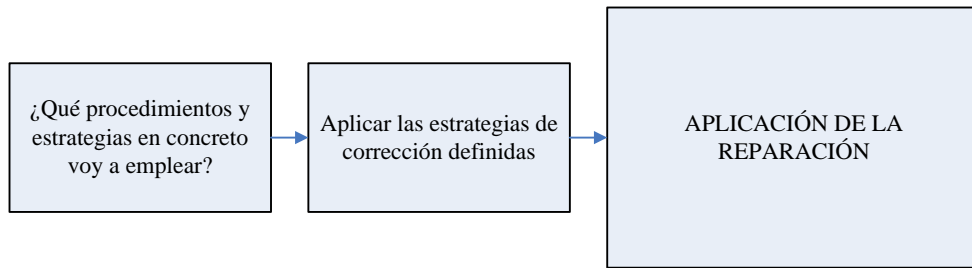 ¿Qué procedimientos y
estrategias en concreto
voy a emplear?
Aplicar las estrategias de
corrección definidas
APLICACIÓN DE LA
REPARACIÓN